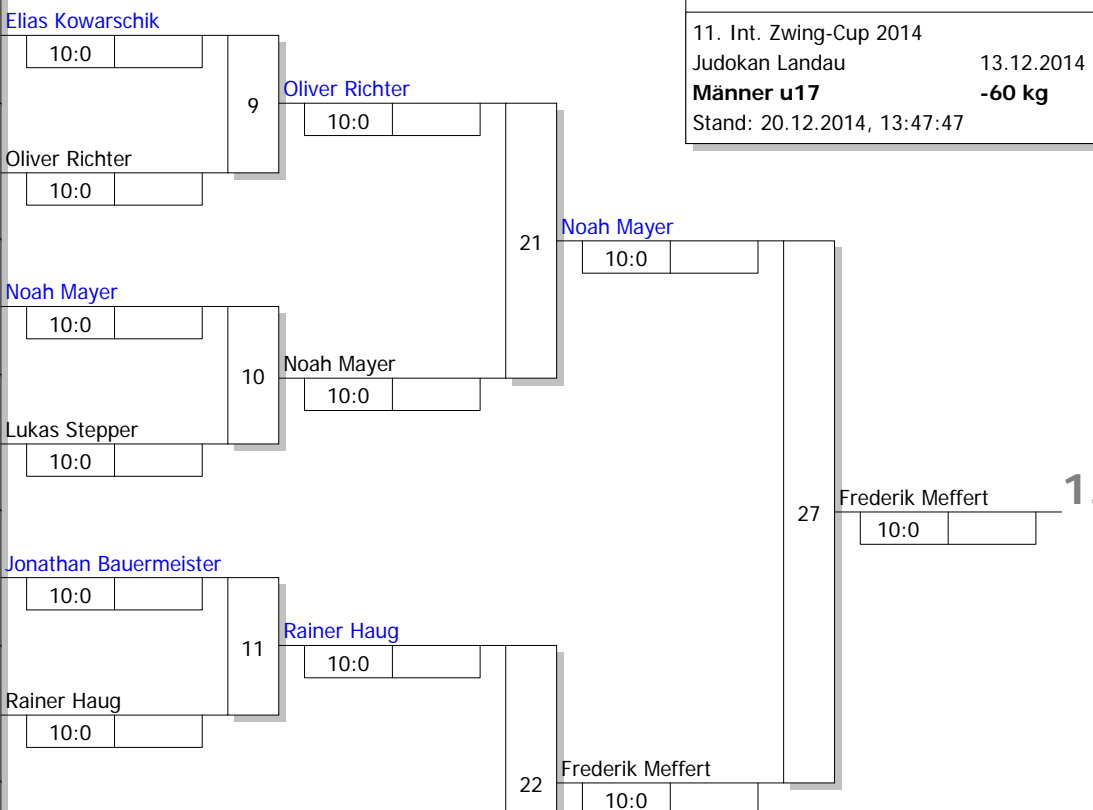 11. Int. Zwing-Cup 2014
Judokan Landau 13.12.2014
Männer u17 -60 kg
Stand: 20.12.2014, 13:47:47
Elias Kowarschik
10:0
9
Oliver Richter
10:0
Oliver Richter
10:0
21
Noah Mayer
10:0
Noah Mayer
10:0
10
Noah Mayer
10:0
Lukas Stepper
10:0
27
Frederik Meffert
10:0
1.
Jonathan Bauermeister
10:0
11
Rainer Haug
10:0
Rainer Haug
10:0
22
Frederik Meffert
10:0